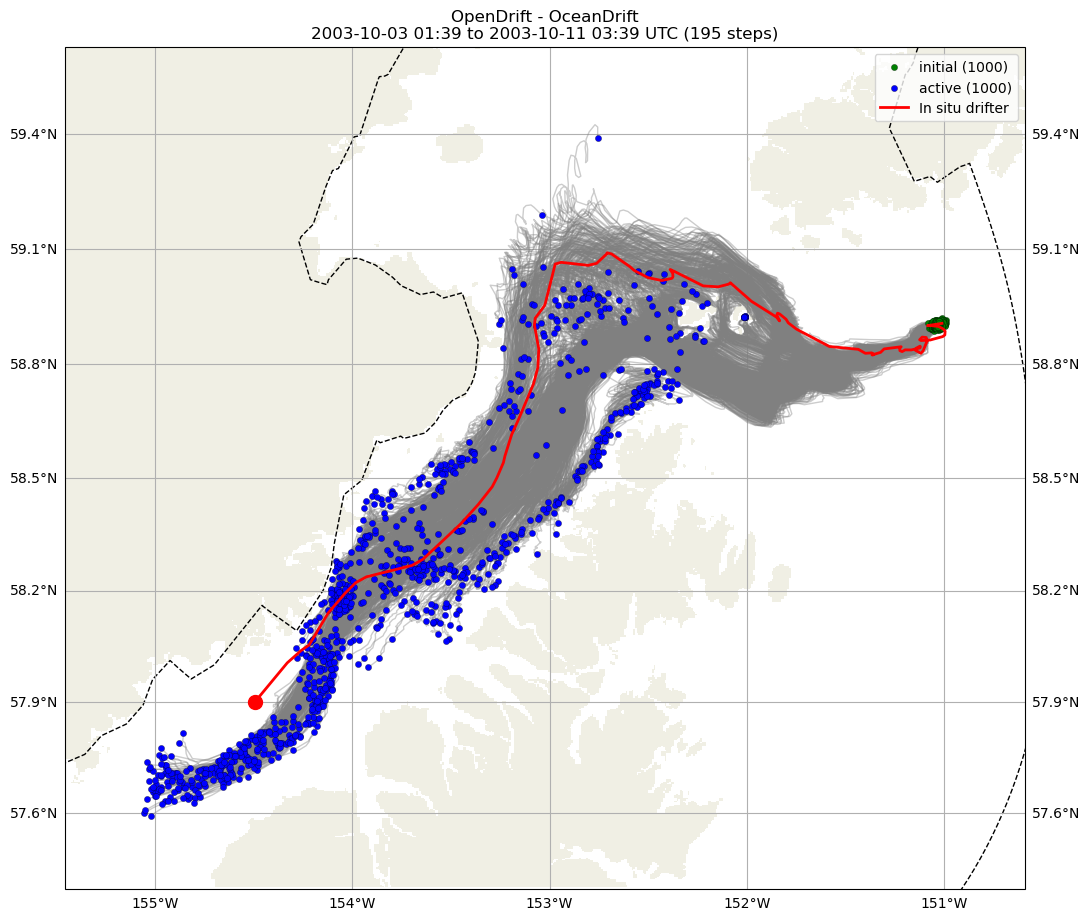 OpenDrift - OceanDrift
2003-10-03 01:39 to 2003-10-11 03:39 UTC (195 steps)
initial (1000)
active (1000)
In situ drifter
59.4°N 59.4°N
59.1°N 59.1°N
58.8°N 58.8°N
58.5°N 58.5°N
58.2°N 58.2°N
57.9°N 57.9°N
57.6°N 57.6°N
155°W 154°W 153°W 152°W 151°W